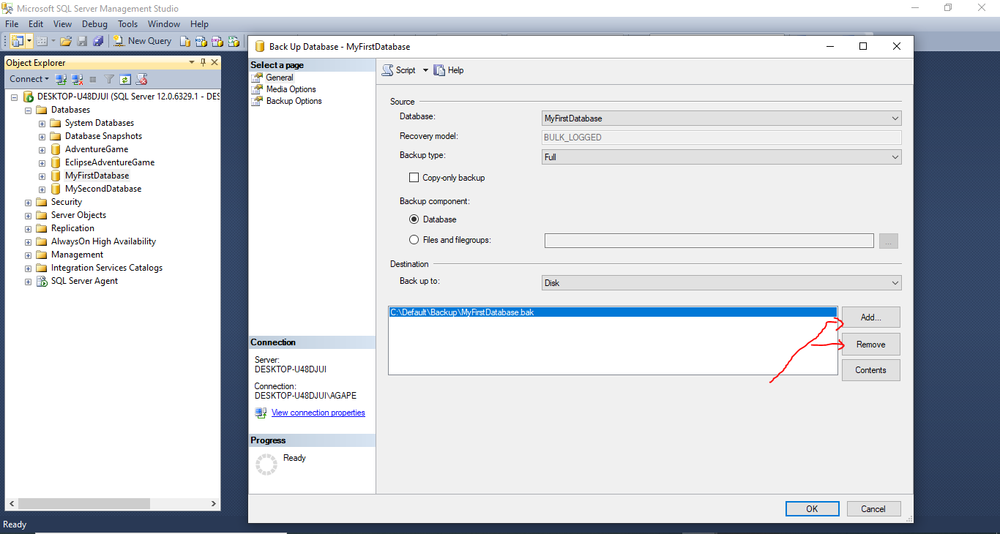 Microsoft SQL Server Management Studio
File Edit View Debug Tools Window Help
New Query
Object Explorer
Connect
DESKTOP-U48DJUI (SQL Server 12.0.6329.1 - DES
Databases
System Databases
Database Snapshots
AdventureGame
EclipseAdventureGame
MyFirstDatabase
MySecondDatabase
Security
Server Objects
Replication
AlwaysOn High Availability
Management
Integration Services Catalogs
SQL Server Agent
Ready
Back Up Database - MyFirstDatabase
Select a page
General
Media Options
Backup Options
Connection
Server:
DESKTOP-U48DJUI
Connection:
DESKTOP-U48DJUI\AGAPE
View connection properties
Progress
Ready
Script Help
Source
Database: MyFirstDatabase
Recovery model: BULK_LOGGED
Backup type: Full
Copy-only backup
Backup component:
Database
Files and filegroups: ...
Destination
Back up to: Disk
C:\Default\Backup\MyFirstDatabase.bak
Add...
Remove
Contents
OK Cancel